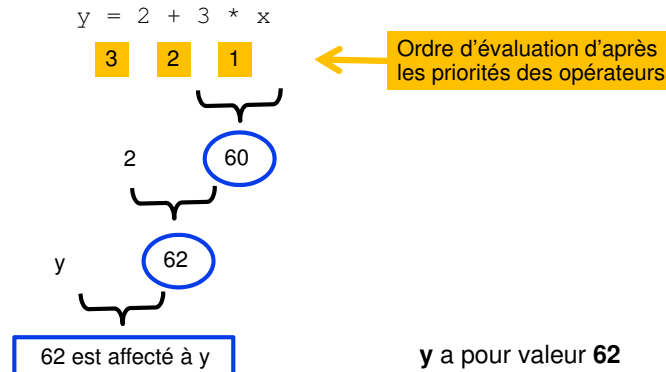 y = 2 + 3 * x
3 2 1
Ordre d'évaluation d'après
les priorités des opérateurs
2 60
y 62
62 est affecté à y
y a pour valeur 62